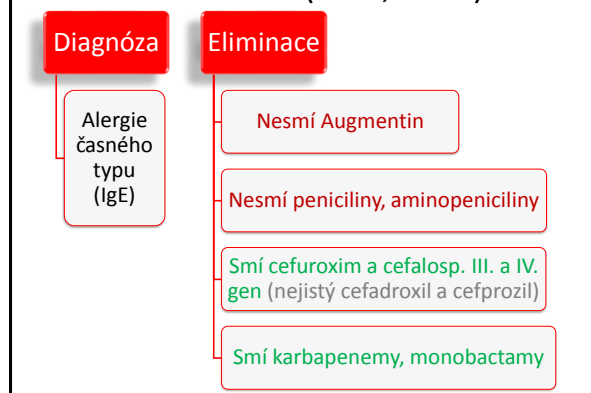 Diagnóza
Alergie
časného
typu
(IgE)
Eliminace
Nesmí Augmentin
Nesmí peniciliny, aminopeniciliny
Smí cefuroxim a cefalosp. III. a IV.
gen (nejistý cefadroxil a cefprozil)
Smí karbapenemy, monobactamy